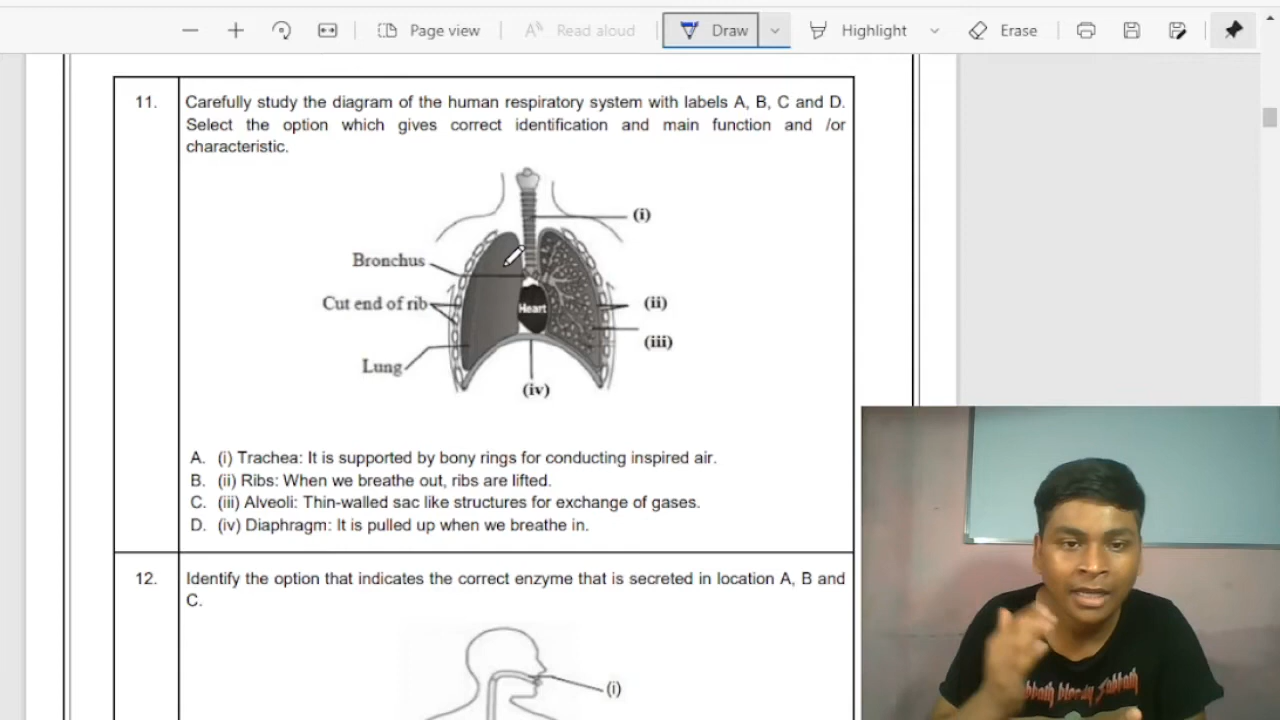 Page view
Read aloud
Draw
Highlight
Erase
11.
Carefully study the diagram of the human respiratory system with labels A, B, C and D.
Select the option which gives correct identification and main function and /or
characteristic.
(i)
Bronchus
Cut end of rib
Heart
(ii)
(iii)
Lung
(iv)
A. (i) Trachea: It is supported by bony rings for conducting inspired air.
B. (ii) Ribs: When we breathe out, ribs are lifted.
C. (iii) Alveoli: Thin-walled sac like structures for exchange of gases.
D. (iv) Diaphragm: It is pulled up when we breathe in.
12.
Identify the option that indicates the correct enzyme that is secreted in location A, B and
C.
(i)
bloody Sabbath